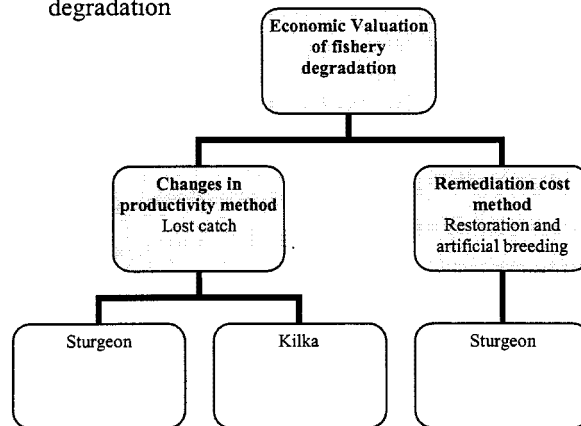 degradation
Economic Valuation
of fishery
degradation
Changes in
productivity method
Lost catch
Remediation cost
method
Restoration and
artificial breeding
Sturgeon
Kilka
Sturgeon